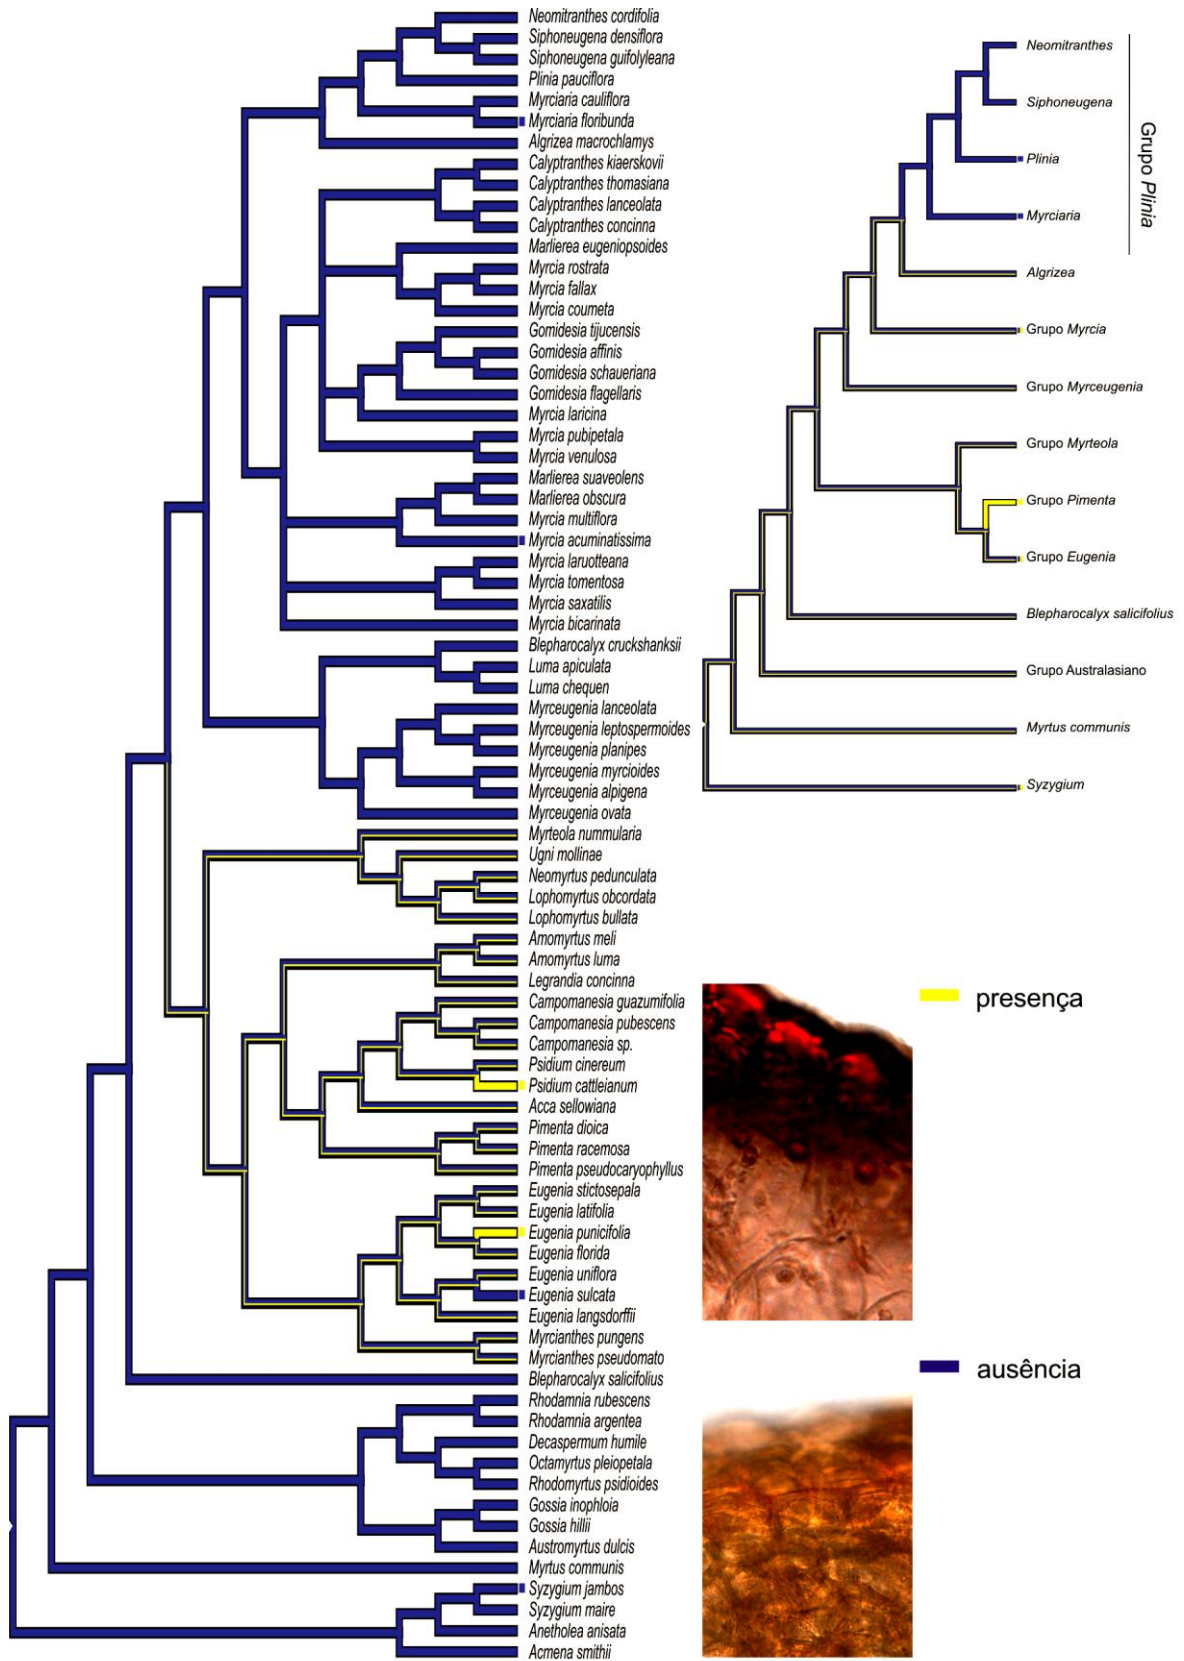 Neomitranthes cordifolia
Siphoneugena densiflora
Siphoneugena guifolyleana
Plinia pauciflora
Myrciaria cauliflora
Myrciaria floribunda
Algrizea macrochlamys
Calyptranthes kiaerskovii
Calyptranthes thomasiana
Calyptranthes lanceolata
Calyptranthes concinna
Marlierea eugeniopsoides
Myrcia rostrata
Myrcia fallax
Myrcia coumeta
Gomidesia tijucensis
Gomidesia affinis
Gomidesia schaueriana
Gomidesia flagellaris
Myrcia laricina
Myrcia pubipetala
Myrcia venulosa
Marlierea suaveolens
Marlierea obscura
Myrcia multiflora
Myrcia acuminatissima
Myrcia laruotteana
Myrcia tomentosa
Myrcia saxatilis
Myrcia bicarinata
Blepharocalyx cruckshanksii
Luma apiculata
Luma chequen
Myrceugenia lanceolata
Myrceugenia leptospermoides
Myrceugenia planipes
Myrceugenia myrcioides
Myrceugenia alpigena
Myrceugenia ovata
Myrteola nummularia
Ugni mollinae
Neomyrtus pedunculata
Lophomyrtus obcordata
Lophomyrtus bullata
Amomyrtus meli
Amomyrtus luma
Legrandia concinna
Campomanesia guazumifolia
Campomanesia pubescens
Campomanesia sp.
Psidium cinereum
Psidium cattleianum
Acca sellowiana
Pimenta dioica
Pimenta racemosa
Pimenta pseudocaryophyllus
Eugenia stictosepala
Eugenia latifolia
Eugenia punicifolia
Eugenia florida
Eugenia uniflora
Eugenia sulcata
Eugenia langsdorffii
Myrcianthes pungens
Myrcianthes pseudomato
Blepharocalyx salicifolius
Rhodamnia rubescens
Rhodamnia argentea
Decaspermum humile
Octamyrtus pleiopetala
Rhodomyrtus psidioides
Gossia inophloia
Gossia hillii
Austromyrtus dulcis
Myrtus communis
Syzygium jambos
Syzygium maire
Anetholea anisata
Acmena smithii
Neomitranthes
Siphoneugena
Plinia
Myrciaria
Grupo Plinia
Algrizea
Grupo Myrcia
Grupo Myrceugenia
Grupo Myrteola
Grupo Pimenta
Grupo Eugenia
Blepharocalyx salicifolius
Grupo Australasiano
Myrtus communis
Syzygium
presença
ausência